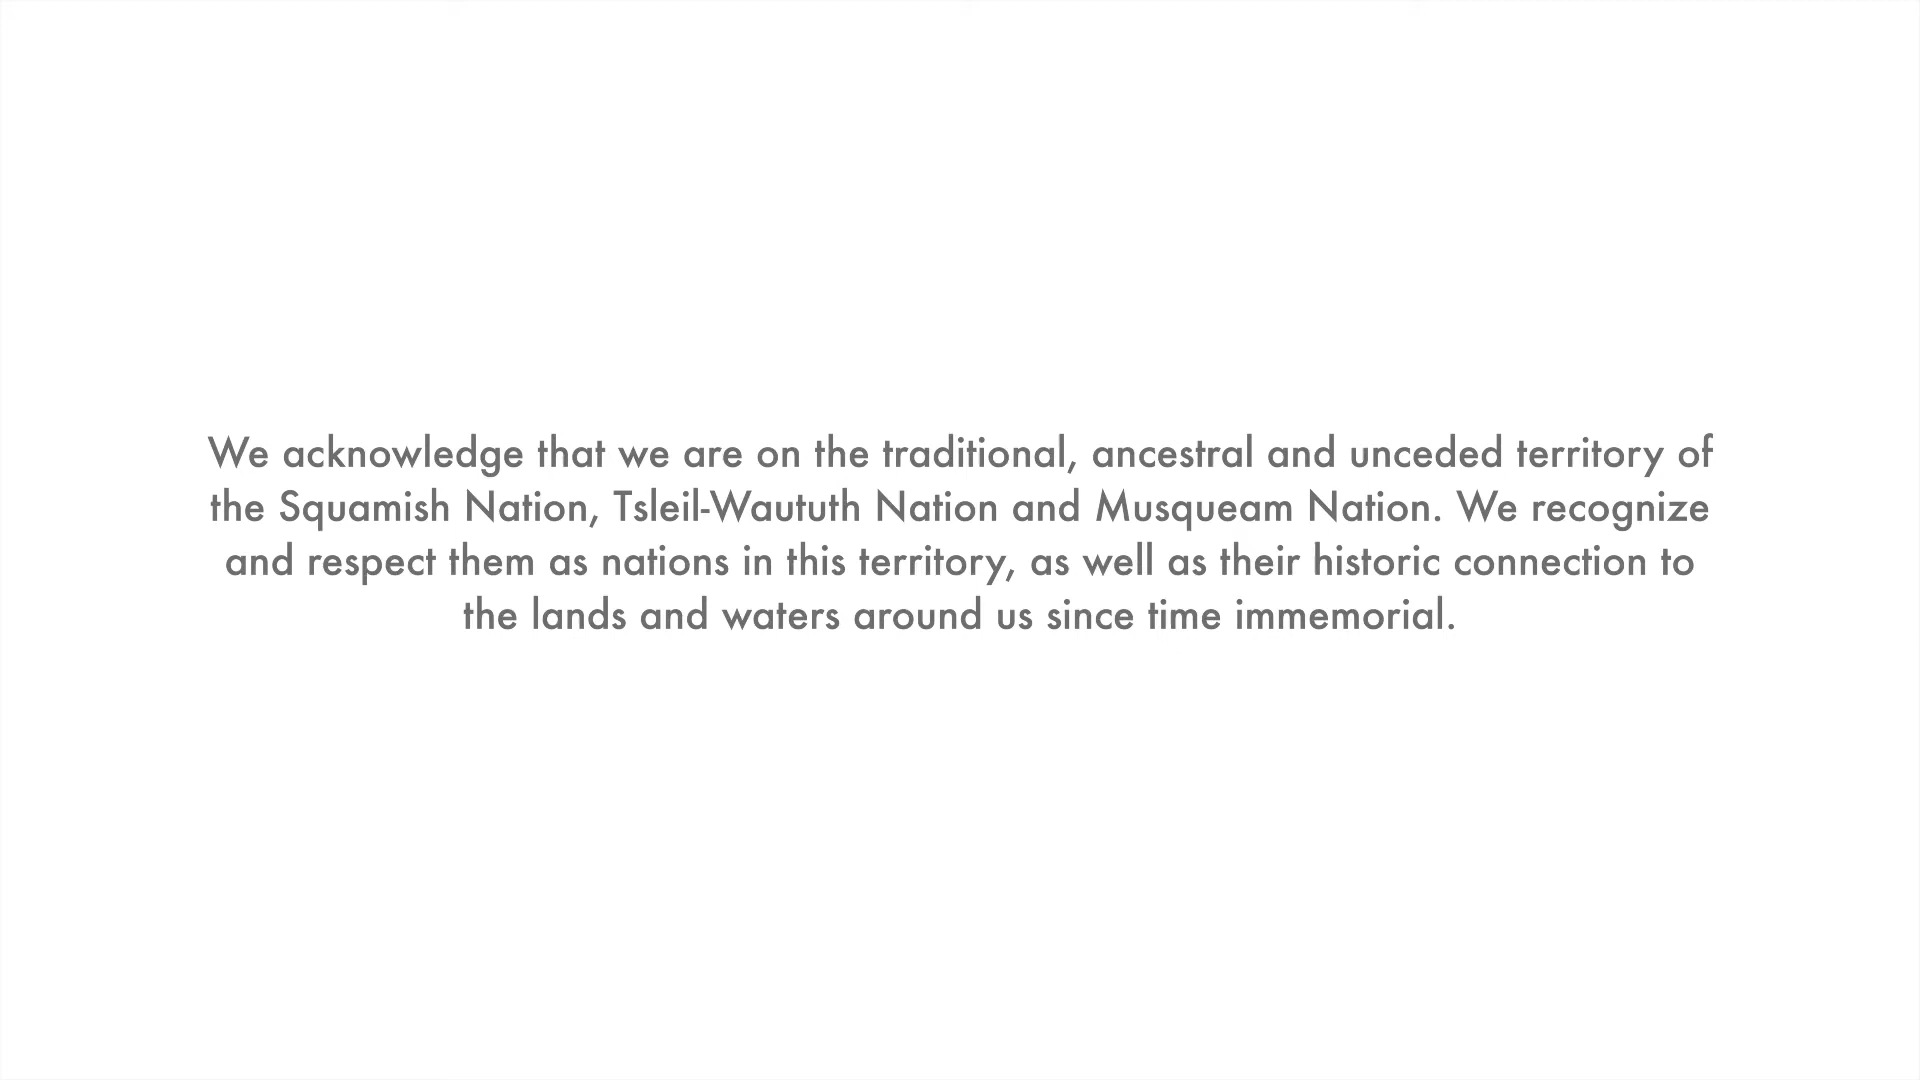 We acknowledge that we are on the traditional, ancestral and unceded territory of
the Squamish Nation, Tsleil-Waututh Nation and Musqueam Nation. We recognize
and respect them as nations in this territory, as well as their historic connection to
the lands and waters around us since time immemorial.